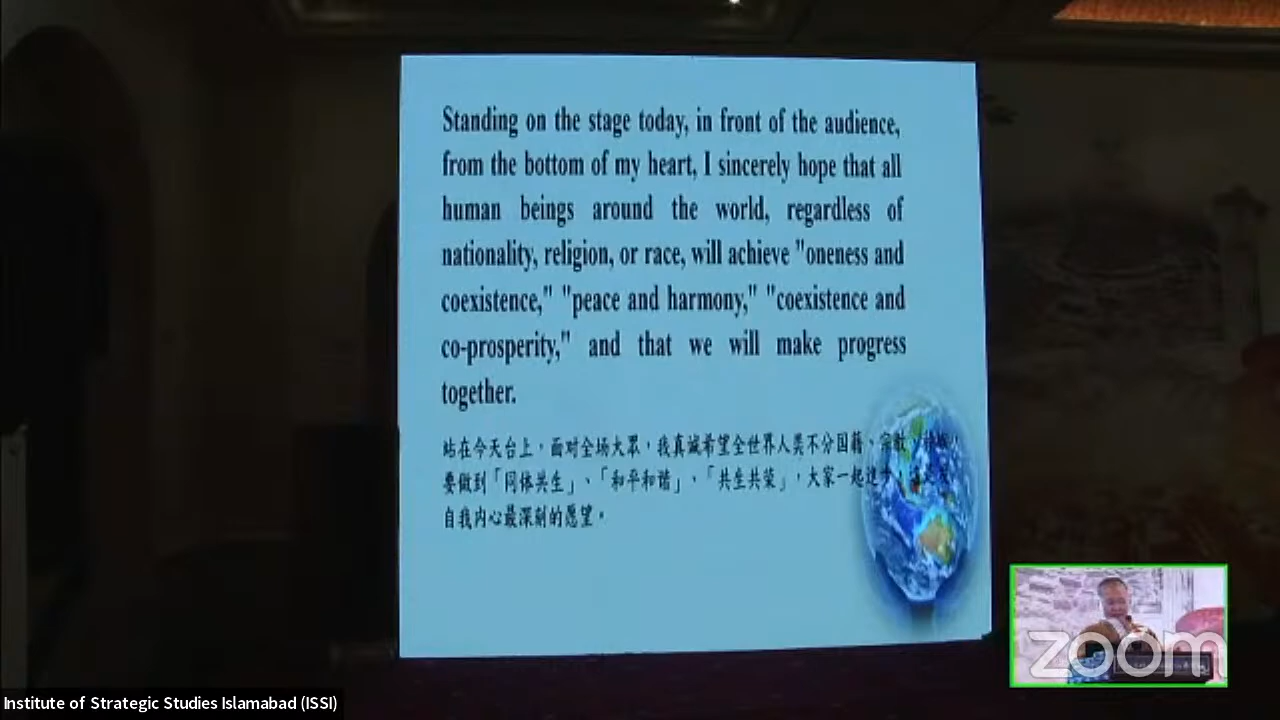 Standing on the stage today, in front of the audience,
from the bottom of my heart, I sincerely hope that all
human beings around the world, regardless of
nationality, religion, or race, will achieve "oneness and
coexistence," "peace and harmony," "coexistence and
co-prosperity," and that we will make progress
together.
站在今天台上，面对全场大眾，我真誠希望全世界人类不分国籍、宗教、
要做到「同体共生」、「和平和谐」、「共生共荣」，大家一起进步，
自我内心最深刻的愿望。
zoom
Institute of Strategic Studies Islamabad (ISSI)